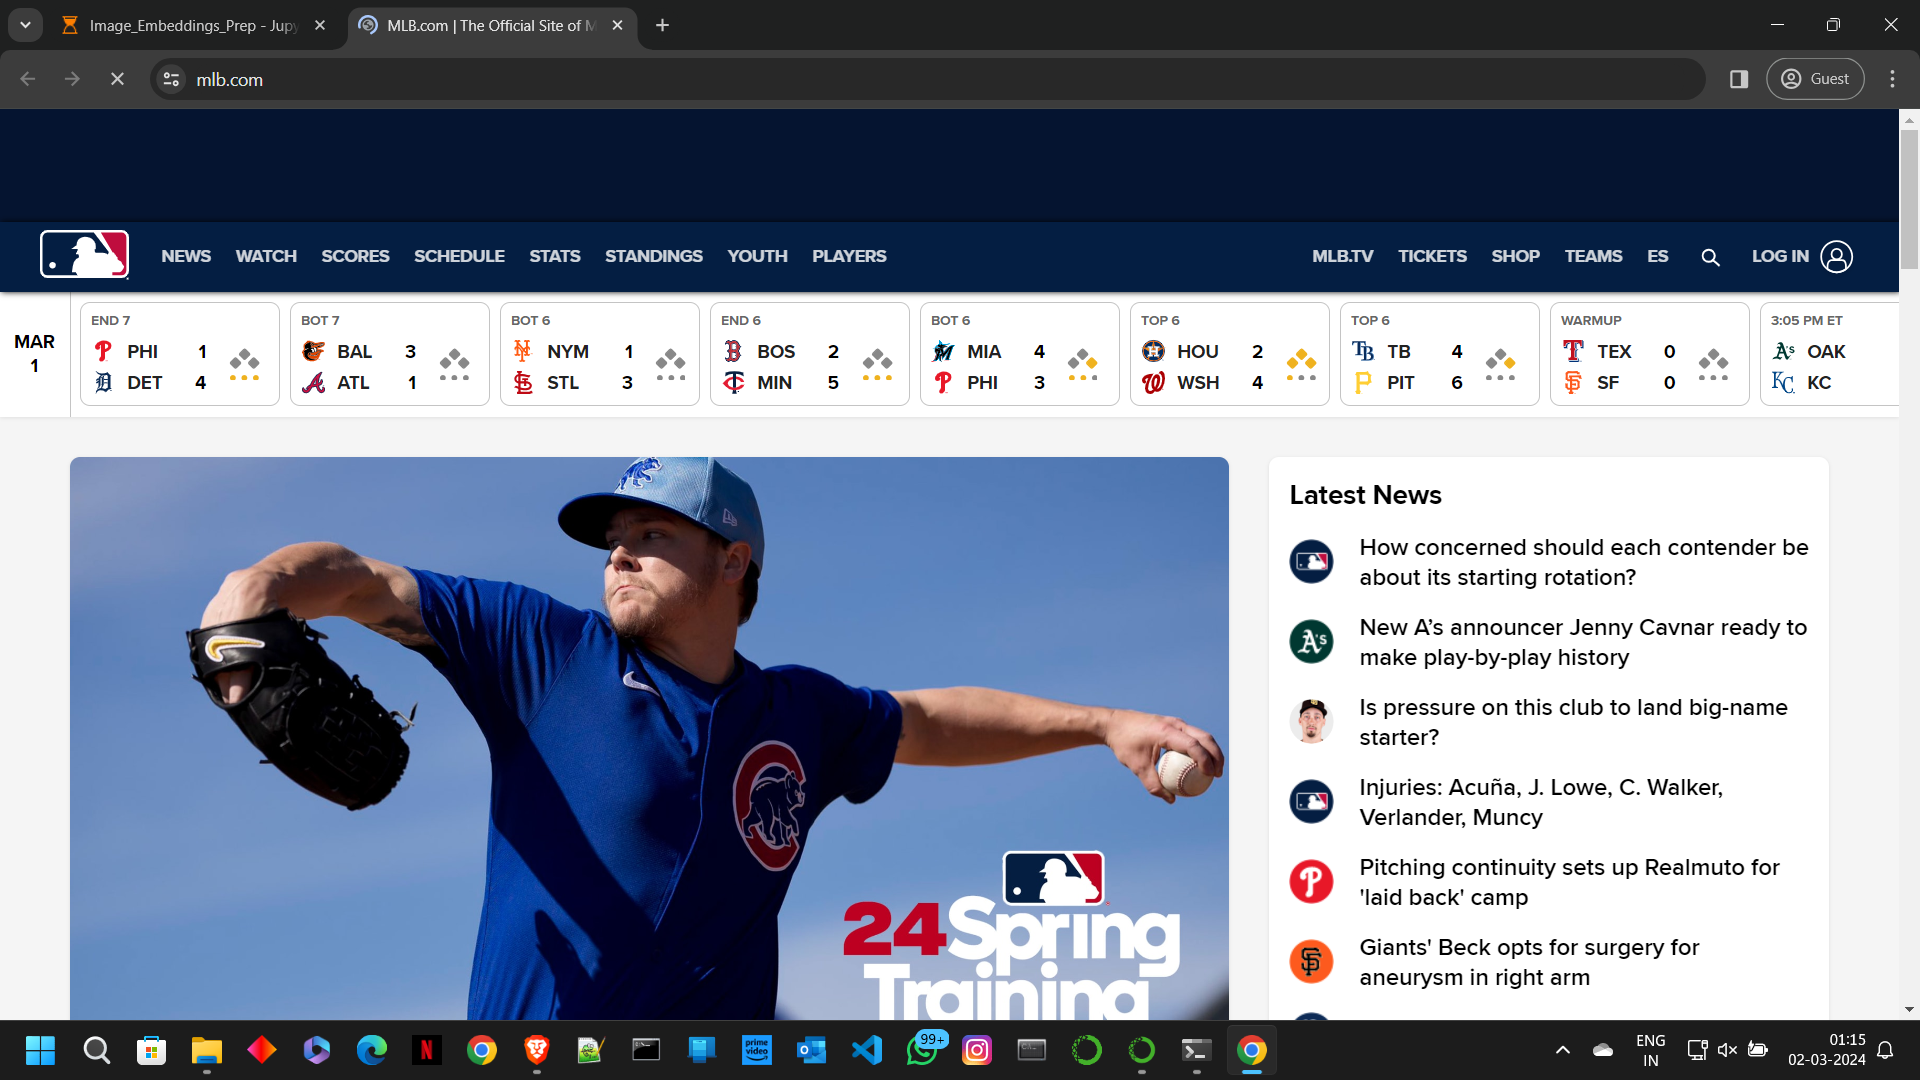 Image_Embeddings_Prep - Jupy
MLB.com | The Official Site of M
mlb.com
Guest
NEWS WATCH SCORES SCHEDULE STATS STANDINGS YOUTH PLAYERS
MLB.TV TICKETS SHOP TEAMS ES LOG IN
MAR
1
END 7
PHI 1
DET 4
BOT 7
BAL 3
ATL 1
BOT 6
NYM 1
STL 3
END 6
BOS 2
MIN 5
BOT 6
MIA 4
PHI 3
TOP 6
HOU 2
WSH 4
TOP 6
TB 4
PIT 6
WARMUP
TEX 0
SF 0
3:05 PM ET
OAK
KC
24 Spring
Training
Latest News
How concerned should each contender be
about its starting rotation?
New A’s announcer Jenny Cavnar ready to
make play-by-play history
Is pressure on this club to land big-name
starter?
Injuries: Acuña, J. Lowe, C. Walker,
Verlander, Muncy
Pitching continuity sets up Realmuto for
'laid back' camp
Giants' Beck opts for surgery for
aneurysm in right arm
prime
video
99+
ENG
IN
01:15
02-03-2024